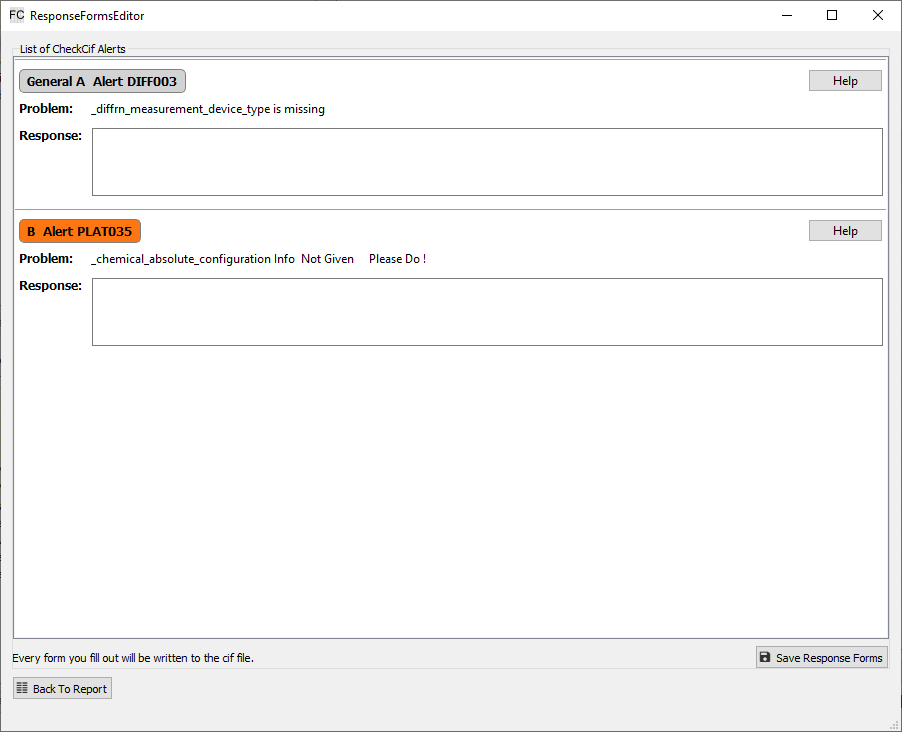 FC ResponseFormsEditor
List of CheckCif Alerts
General A Alert DIFF003
Help
Problem: _diffrn_measurement_device_type is missing
Response:
B Alert PLAT035
Help
Problem: _chemical_absolute_configuration Info Not Given Please Do !
Response:
Every form you fill out will be written to the cif file.
Save Response Forms
Back To Report